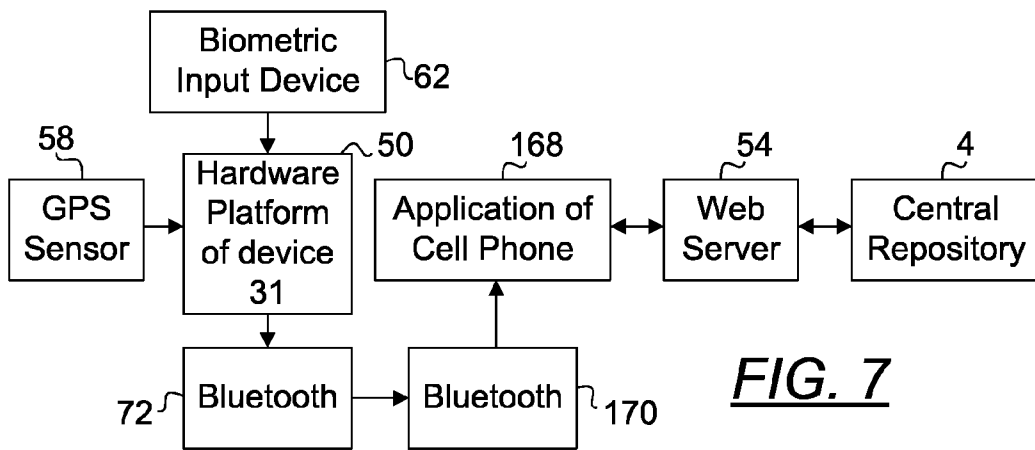 Biometric
Input Device
62
58
GPS
Sensor
50
Hardware
Platform
of device
31
168
Application of
Cell Phone
54
Web
Server
4
Central
Repository
72
Bluetooth
Bluetooth
170
FIG. 7